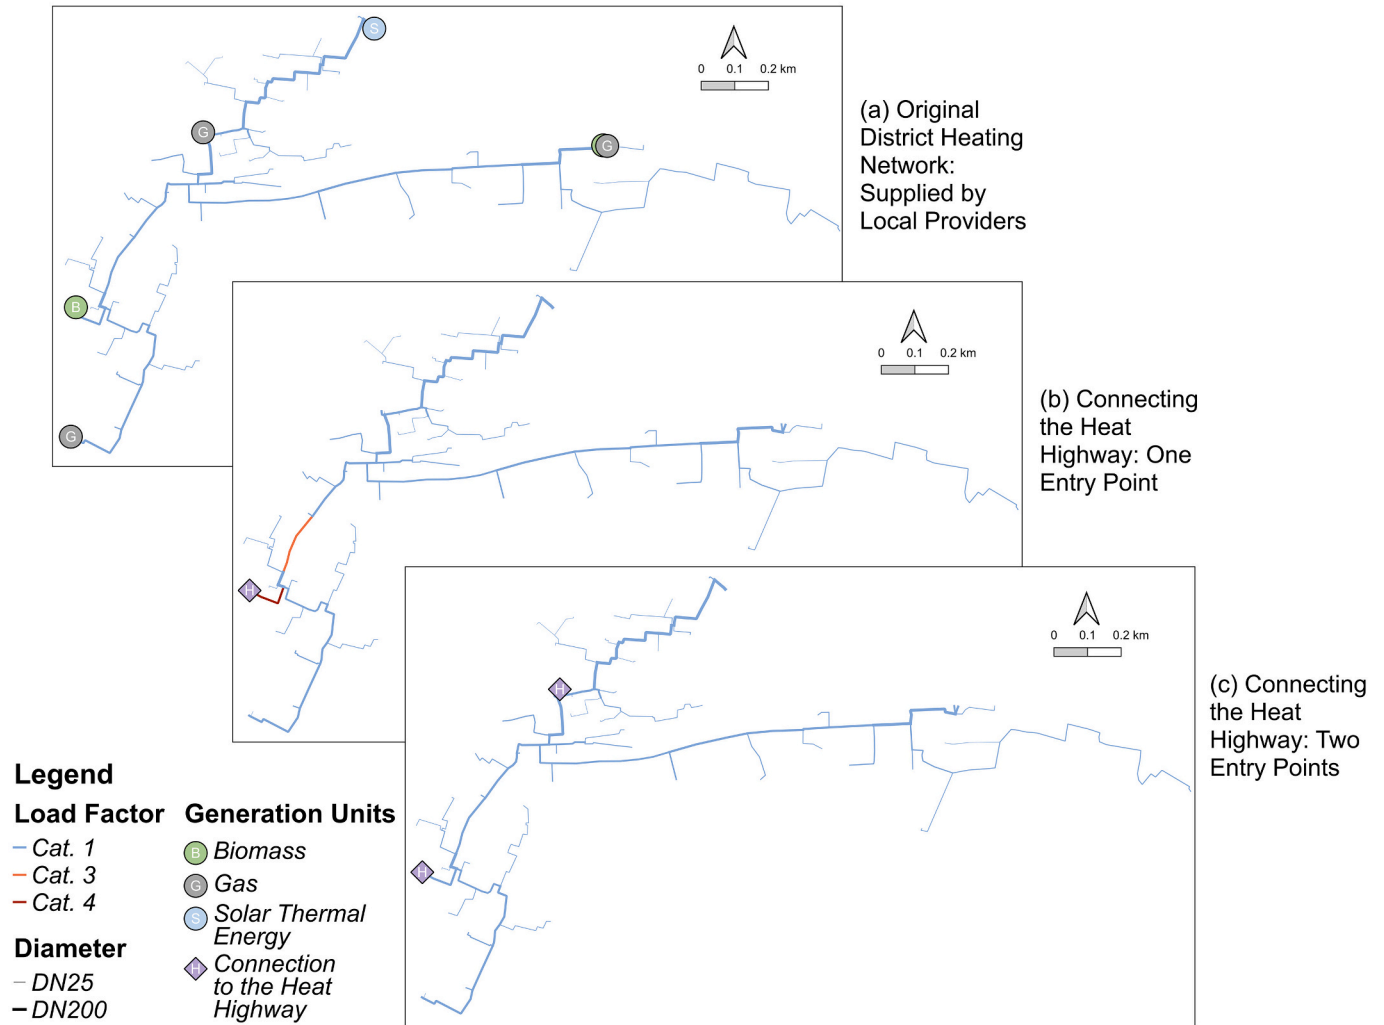 S
0 0.1 0.2 km
G
G
B
G
(a) Original
District Heating
Network:
Supplied by
Local Providers
0 0.1 0.2 km
H
(b) Connecting
the Heat
Highway: One
Entry Point
0 0.1 0.2 km
H
H
(c) Connecting
the Heat
Highway: Two
Entry Points
Legend
Load Factor
Cat. 1
Cat. 3
Cat. 4
Diameter
DN25
DN200
Generation Units
B Biomass
G Gas
S Solar Thermal
Energy
H Connection
to the Heat
Highway